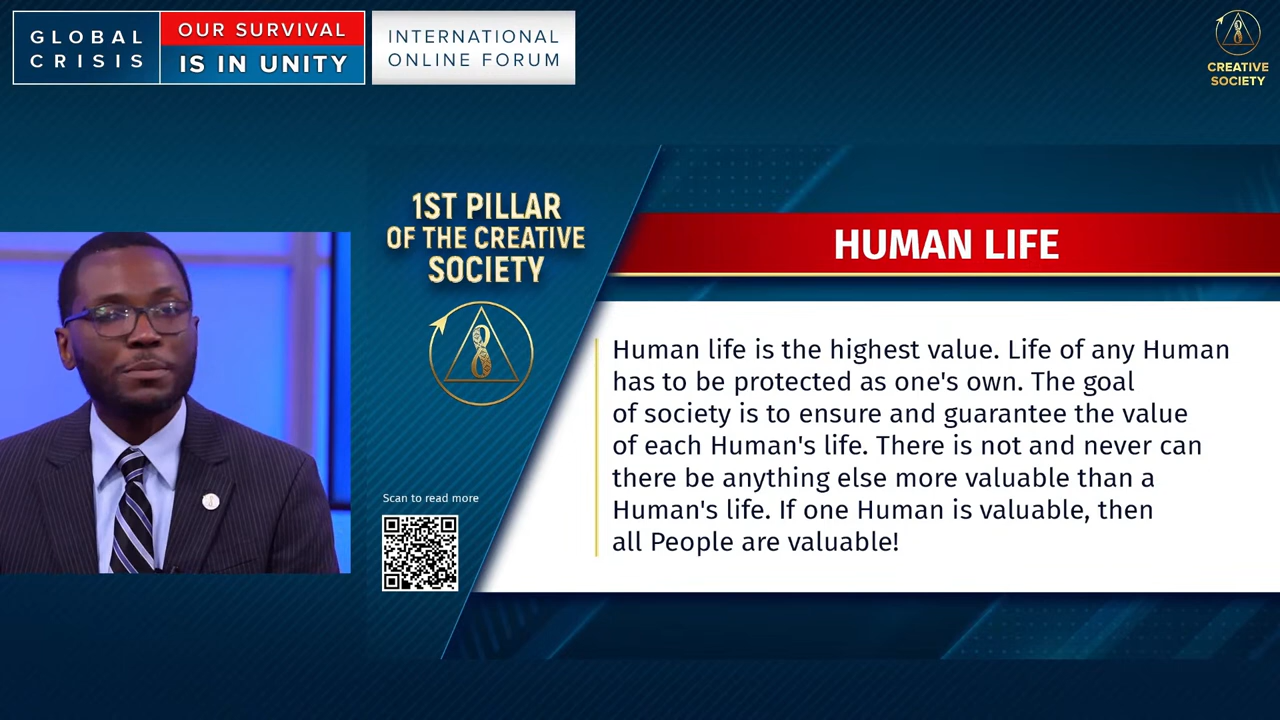 GLOBAL
CRISIS
OUR SURVIVAL
IS IN UNITY
INTERNATIONAL
ONLINE FORUM
CREATIVE
SOCIETY
1ST PILLAR
OF THE CREATIVE
SOCIETY
HUMAN LIFE
Human life is the highest value. Life of any Human
has to be protected as one's own. The goal
of society is to ensure and guarantee the value
of each Human's life. There is not and never can
there be anything else more valuable than a
Human's life. If one Human is valuable, then
all People are valuable!
Scan to read more